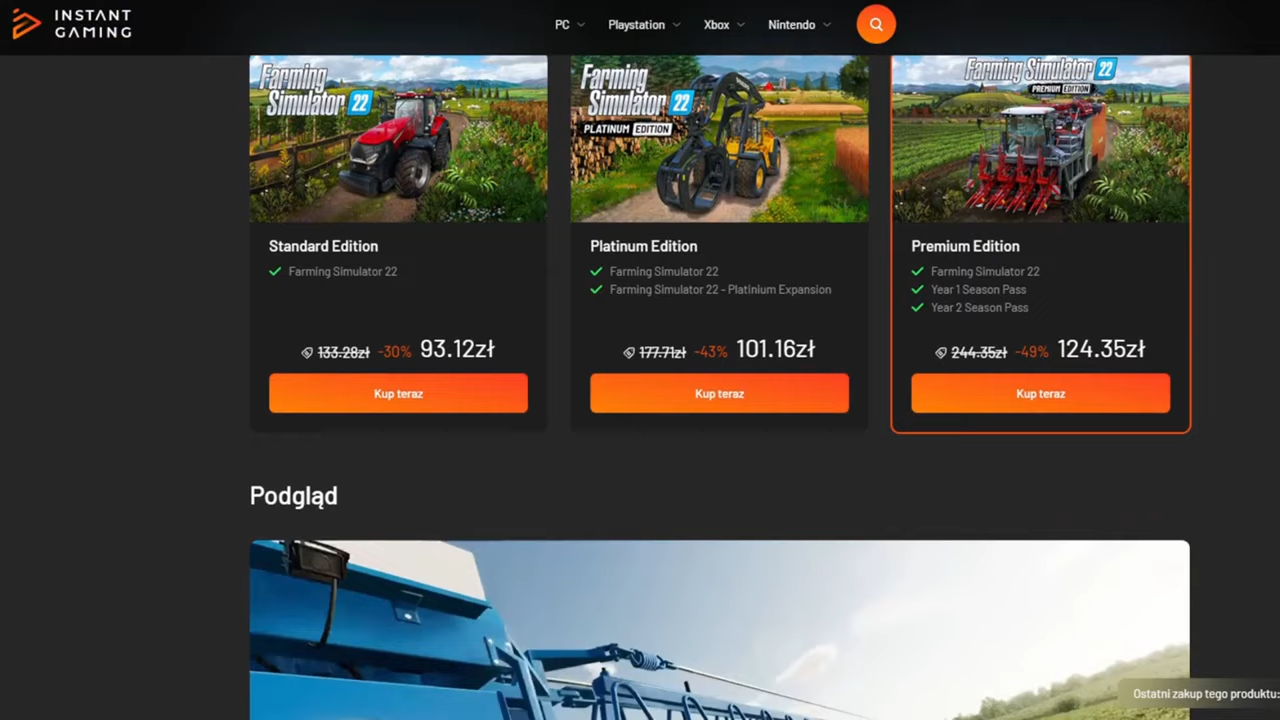 INSTANT
GAMING
PC
Playstation
Xbox
Nintendo
Farming
Simulator 22
Farming
Simulator 22
PLATINUM EDITION
Farming Simulator 22
PREMIUM EDITION
Standard Edition
Farming Simulator 22
Platinum Edition
Farming Simulator 22
Farming Simulator 22 - Platinium Expansion
Premium Edition
Farming Simulator 22
Year 1 Season Pass
Year 2 Season Pass
133.28zł -30% 93.12zł
177.71zł -43% 101.16zł
244.35zł -49% 124.35zł
Kup teraz
Kup teraz
Kup teraz
Podgląd
Ostatni zakup tego produktu: